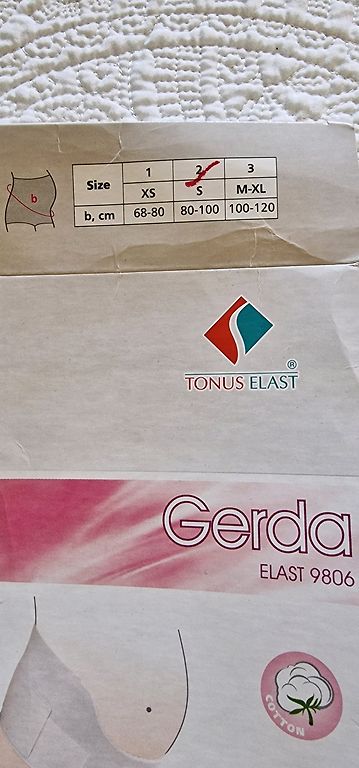 b
Size 1 2 3
XS S M-XL
b, cm 68-80 80-100 100-120
®
TONUS ELAST
Gerda
ELAST 9806
COTTON